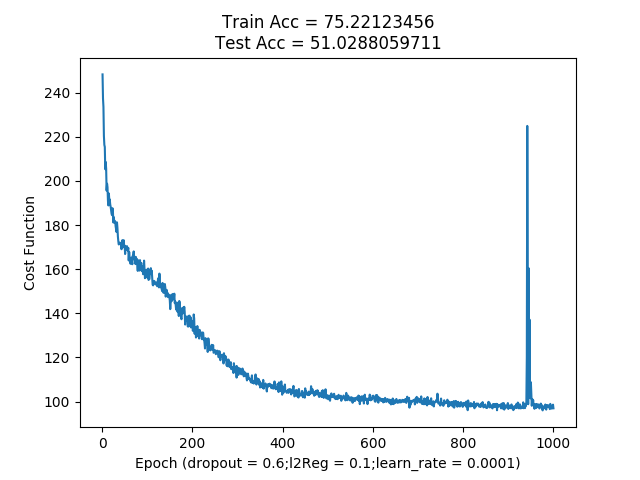 Train Acc = 75.22123456
Test Acc = 51.0288059711
240
220
200
180
160
140
120
100
Cost Function
0 200 400 600 800 1000
Epoch (dropout = 0.6;l2Reg = 0.1;learn_rate = 0.0001)